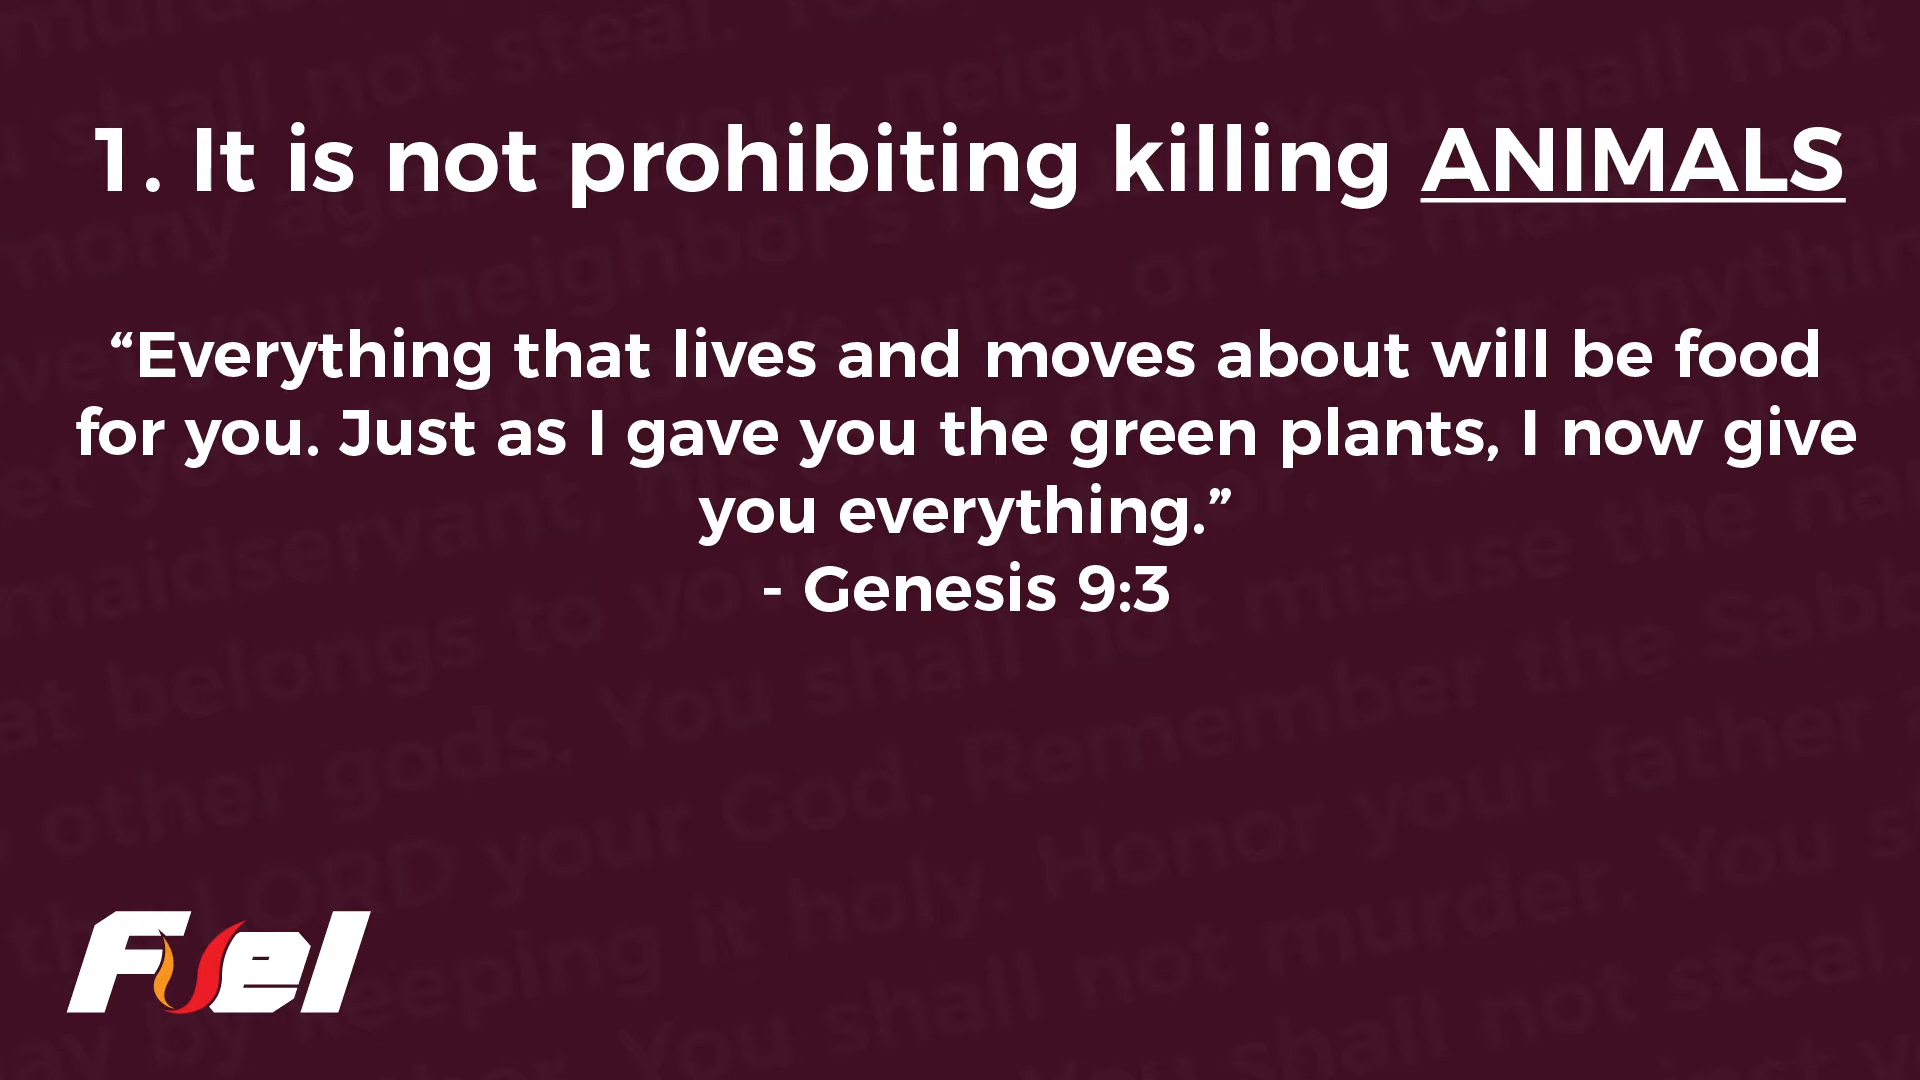 1. It is not prohibiting killing ANIMALS
“Everything that lives and moves about will be food
for you. Just as I gave you the green plants, I now give
you everything.”
- Genesis 9:3
Fuel